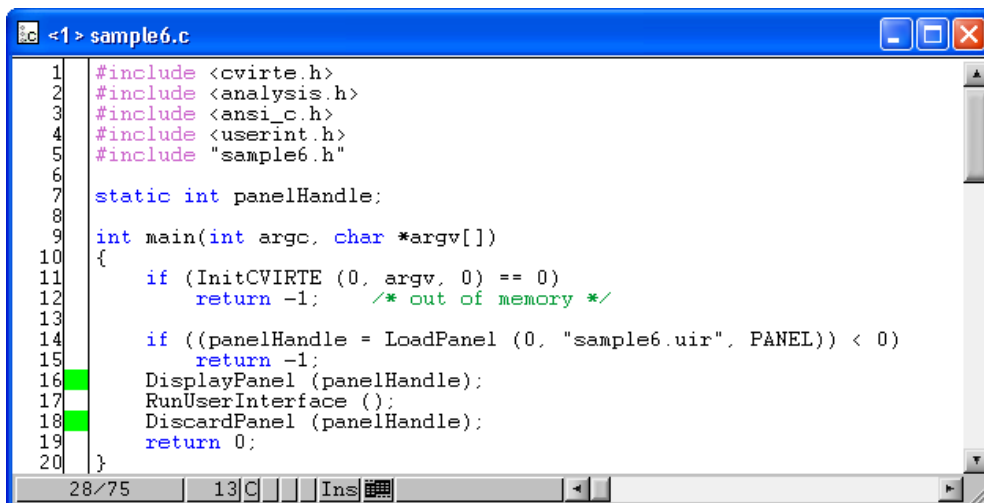 <1> sample6.c
1 #include <cvirte.h>
2 #include <analysis.h>
3 #include <ansi_c.h>
4 #include <userint.h>
5 #include "sample6.h"
6
7 static int panelHandle;
8
9 int main(int argc, char *argv[])
10 {
11     if (InitCVIRTE (0, argv, 0) == 0)
12         return -1;    /* out of memory */
13
14     if ((panelHandle = LoadPanel (0, "sample6.uir", PANEL)) < 0)
15         return -1;
16     DisplayPanel (panelHandle);
17     RunUserInterface ();
18     DiscardPanel (panelHandle);
19     return 0;
20 }
28/75 13 C Ins